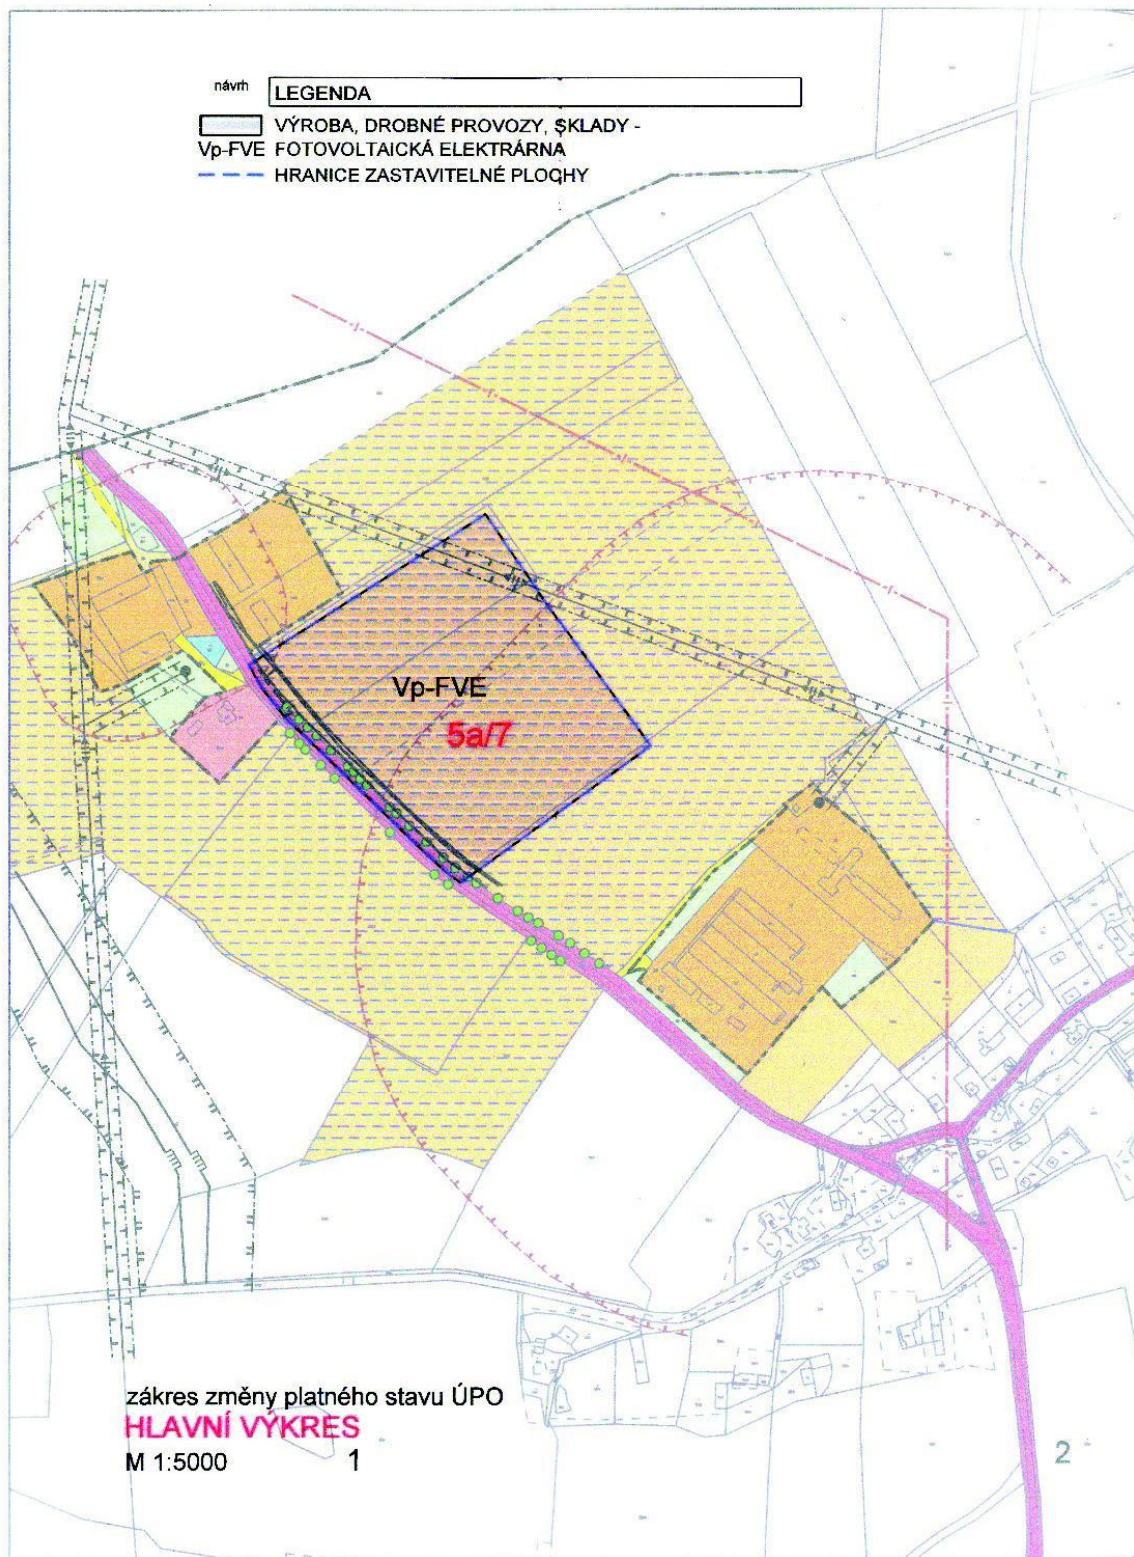 návrh LEGENDA
VÝROBA, DROBNÉ PROVOZY, SKLADY -
Vp-FVE FOTOVOLTAICKÁ ELEKTRÁRNA
HRANICE ZASTAVITELNÉ PLOCHY
Vp-FVE
5a/7
zákres změny platného stavu ÚPO
HLAVNÍ VÝKRES
M 1:5000 1
2